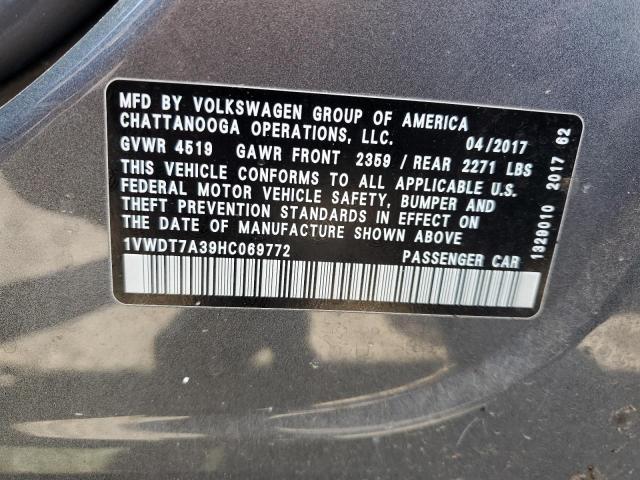 MFD BY VOLKSWAGEN GROUP OF AMERICA
CHATTANOOGA OPERATIONS, LLC. 04/2017
GVWR 4519 GAWR FRONT 2359 / REAR 2271 LBS
THIS VEHICLE CONFORMS TO ALL APPLICABLE U.S.
FEDERAL MOTOR VEHICLE SAFETY, BUMPER AND
THEFT PREVENTION STANDARDS IN EFFECT ON
THE DATE OF MANUFACTURE SHOWN ABOVE
1VWDT7A39HC069772 PASSENGER CAR
1329010 2017 62